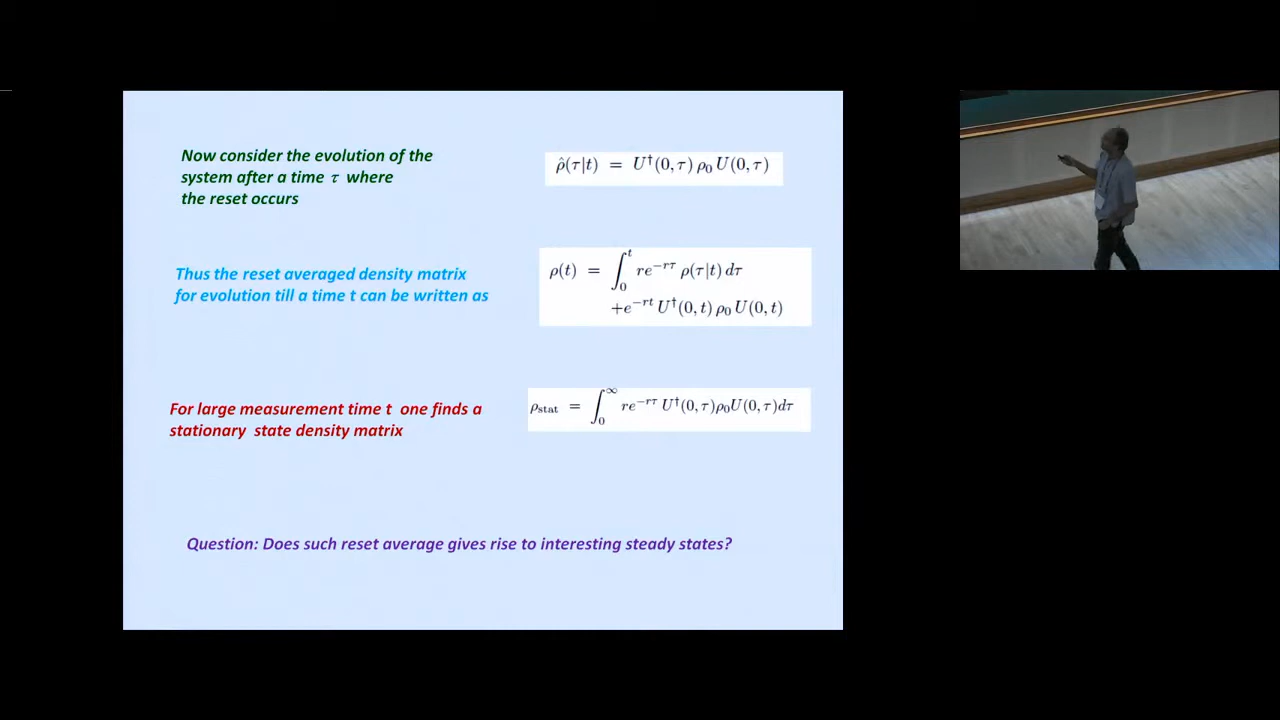 Now consider the evolution of the
system after a time τ where
the reset occurs
ρ̂(τ|t) = U†(0, τ) ρ₀ U(0, τ)
Thus the reset averaged density matrix
for evolution till a time t can be written as
ρ(t) = ∫₀ᵗ re^{−rτ} ρ(τ|t) dτ
+e^{−rt} U†(0, t) ρ₀ U(0, t)
For large measurement time t one finds a
stationary state density matrix
ρ_stat = ∫₀^∞ re^{−rτ} U†(0, τ)ρ₀U(0, τ)dτ
Question: Does such reset average gives rise to interesting steady states?